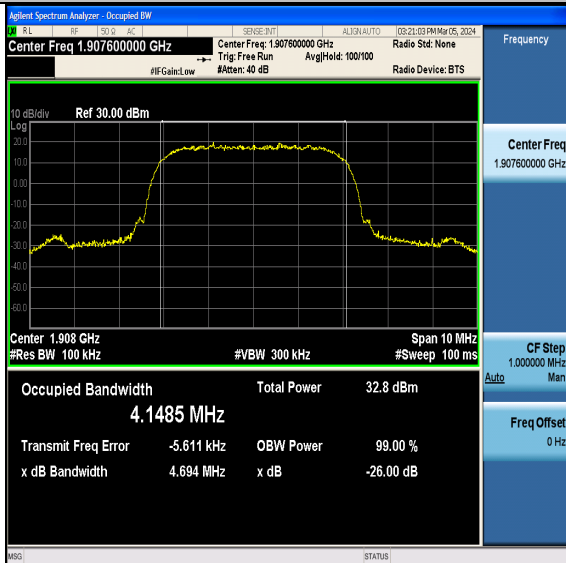 Agilent Spectrum Analyzer - Occupied BW
RL RF 50 Ω AC SENSE:INT ALIGN AUTO 03:21:03 PM Mar 05, 2024
Center Freq 1.907600000 GHz
Center Freq: 1.907600000 GHz
Radio Std: None
Trig: Free Run Avg|Hold: 100/100
#IFGain:Low
#Atten: 40 dB
Radio Device: BTS
Frequency
10 dB/div Ref 30.00 dBm
Log
20.0
10.0
0.00
-10.0
-20.0
-30.0
-40.0
-50.0
-60.0
Center Freq
1.907600000 GHz
Center 1.908 GHz Span 10 MHz
#Res BW 100 kHz #VBW 300 kHz #Sweep 100 ms
CF Step
1.000000 MHz
Auto Man
Freq Offset
0 Hz
Occupied Bandwidth Total Power 32.8 dBm
4.1485 MHz
Transmit Freq Error -5.611 kHz OBW Power 99.00 %
x dB Bandwidth 4.694 MHz x dB -26.00 dB
MSG STATUS